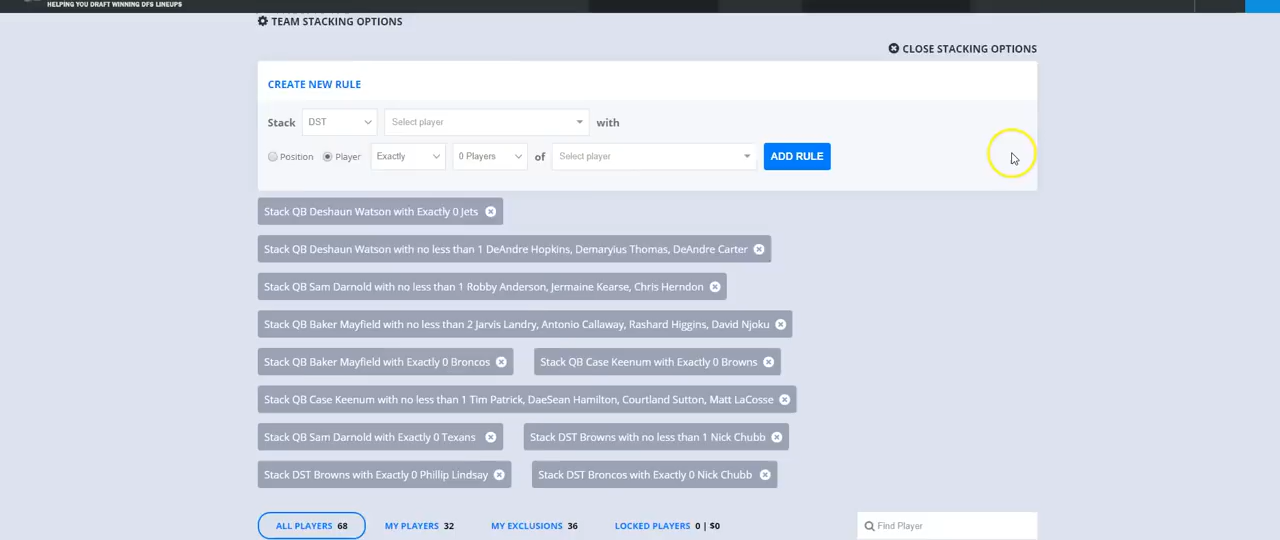 HELPING YOU DRAFT WINNING DFS LINEUPS
TEAM STACKING OPTIONS
CLOSE STACKING OPTIONS
CREATE NEW RULE
Stack DST Select player with
Position Player Exactly 0 Players of Select player ADD RULE
Stack QB Deshaun Watson with Exactly 0 Jets
Stack QB Deshaun Watson with no less than 1 DeAndre Hopkins, Demaryius Thomas, DeAndre Carter
Stack QB Sam Darnold with no less than 1 Robby Anderson, Jermaine Kearse, Chris Herndon
Stack QB Baker Mayfield with no less than 2 Jarvis Landry, Antonio Callaway, Rashard Higgins, David Njoku
Stack QB Baker Mayfield with Exactly 0 Broncos Stack QB Case Keenum with Exactly 0 Browns
Stack QB Case Keenum with no less than 1 Tim Patrick, DaeSean Hamilton, Courtland Sutton, Matt LaCosse
Stack QB Sam Darnold with Exactly 0 Texans Stack DST Browns with no less than 1 Nick Chubb
Stack DST Browns with Exactly 0 Phillip Lindsay Stack DST Broncos with Exactly 0 Nick Chubb
ALL PLAYERS 68 MY PLAYERS 32 MY EXCLUSIONS 36 LOCKED PLAYERS 0 | $0 Find Player